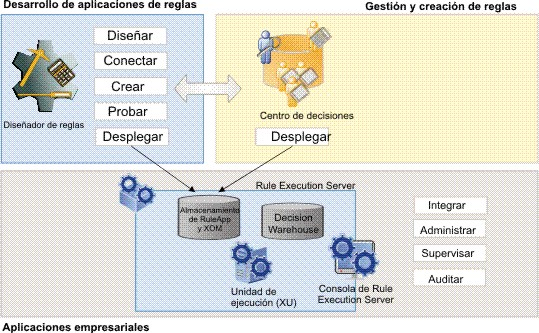 Desarrollo de aplicaciones de reglas
Gestión y creación de reglas
Diseñar
Conectar
Crear
Probar
Desplegar
Diseñador de reglas
Centro de decisiones
Desplegar
Rule Execution Server
Almacenamiento
de RuleApp
y XOM
Decision
Warehouse
Unidad de
ejecución (XU)
Consola de Rule
Execution Server
Integrar
Administrar
Supervisar
Auditar
Aplicaciones empresariales